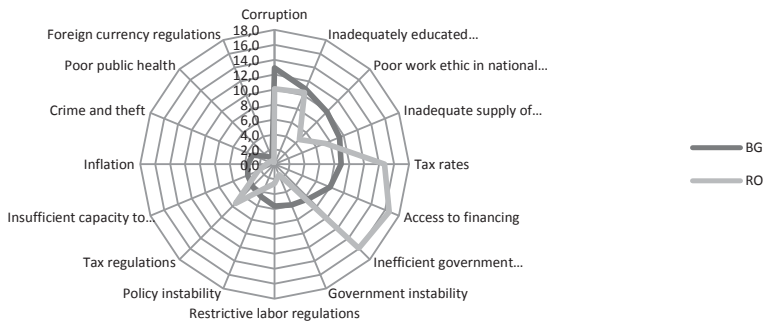 Corruption
Foreign currency regulations
Inadequately educated…
Poor public health
Poor work ethic in national…
Crime and theft
Inadequate supply of…
Inflation
Tax rates
Insufficient capacity to…
Access to financing
Tax regulations
Inefficient government…
Policy instability
Government instability
Restrictive labor regulations
18,0
16,0
14,0
12,0
10,0
8,0
6,0
4,0
2,0
0,0
BG
RO